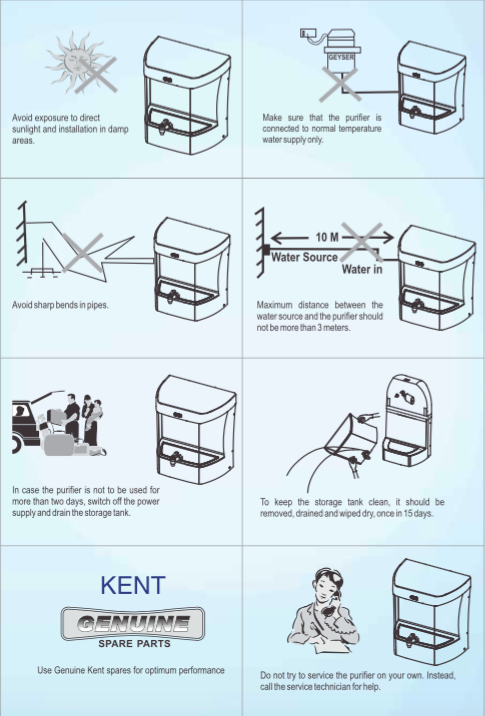 Avoid exposure to direct
sunlight and installation in damp
areas.
GEYSER
Make sure that the purifier is
connected to normal temperature
water supply only.
Avoid sharp bends in pipes.
10 M
Water Source
Water in
Maximum distance between the
water source and the purifier should
not be more than 3 meters.
In case the purifier is not to be used for
more than two days, switch off the power
supply and drain the storage tank.
To keep the storage tank clean, it should be
removed, drained and wiped dry, once in 15 days.
KENT
GENUINE
SPARE PARTS
Use Genuine Kent spares for optimum performance
Do not try to service the purifier on your own. Instead,
call the service technician for help.